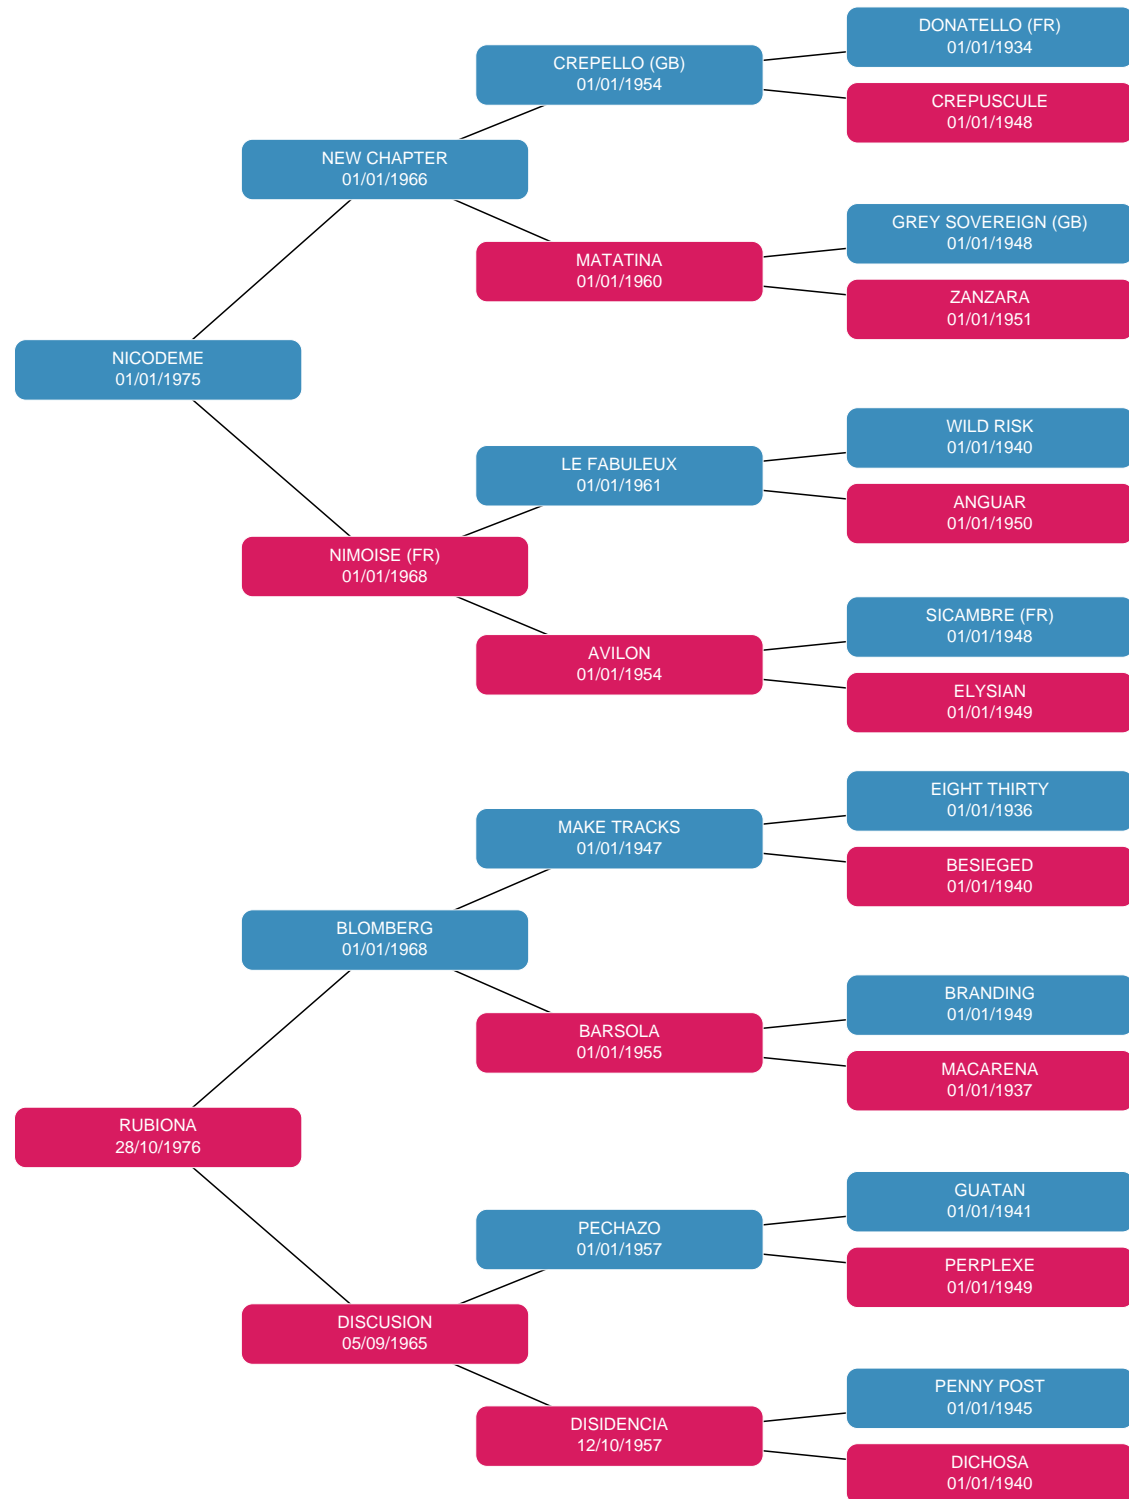 DONATELLO (FR)
01/01/1934
CREPELLO (GB)
01/01/1954
CREPUSCULE
01/01/1948
NEW CHAPTER
01/01/1966
GREY SOVEREIGN (GB)
01/01/1948
MATATINA
01/01/1960
ZANZARA
01/01/1951
NICODEME
01/01/1975
WILD RISK
01/01/1940
LE FABULEUX
01/01/1961
ANGUAR
01/01/1950
NIMOISE (FR)
01/01/1968
SICAMBRE (FR)
01/01/1948
AVILON
01/01/1954
ELYSIAN
01/01/1949
EIGHT THIRTY
01/01/1936
MAKE TRACKS
01/01/1947
BESIEGED
01/01/1940
BLOMBERG
01/01/1968
BRANDING
01/01/1949
BARSOLA
01/01/1955
MACARENA
01/01/1937
RUBIONA
28/10/1976
GUATAN
01/01/1941
PECHAZO
01/01/1957
PERPLEXE
01/01/1949
DISCUSION
05/09/1965
PENNY POST
01/01/1945
DISIDENCIA
12/10/1957
DICHOSA
01/01/1940